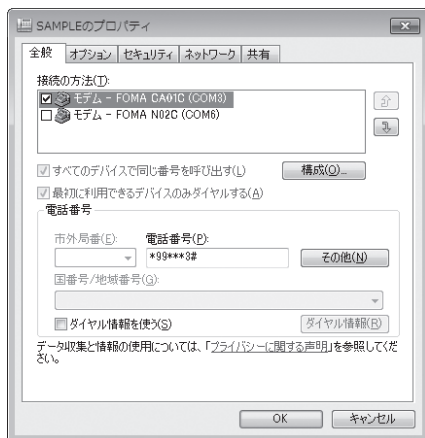 SAMPLEのプロパティ
全般 オプション セキュリティ ネットワーク 共有
接続の方法(T):
モデム - FOMA CA01C (COM3)
モデム - FOMA N02C (COM6)
すべてのデバイスで同じ番号を呼び出す(L) 構成(O)...
最初に利用できるデバイスのみダイヤルする(A)
電話番号
市外局番(E): 電話番号(P):
*99***3# その他(N)
国番号/地域番号(G):
ダイヤル情報を使う(S) ダイヤル情報(R)
データ収集と情報の使用については、「プライバシーに関する声明」を参照してくだ
さい。
OK キャンセル